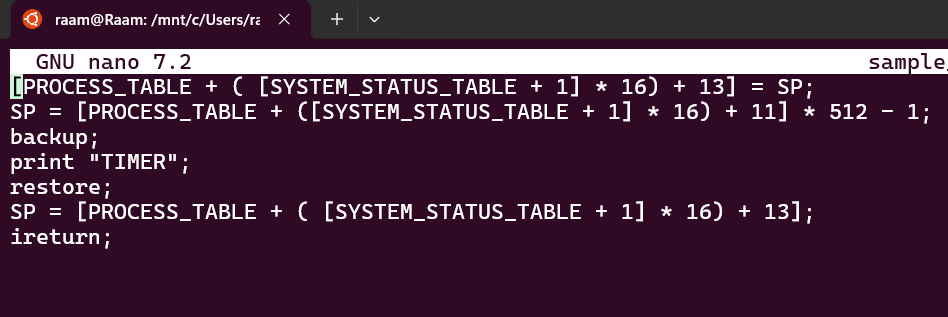 raam@Raam: /mnt/c/Users/ra
GNU nano 7.2 sample
[PROCESS_TABLE + ( [SYSTEM_STATUS_TABLE + 1] * 16) + 13] = SP;
SP = [PROCESS_TABLE + ([SYSTEM_STATUS_TABLE + 1] * 16) + 11] * 512 - 1;
backup;
print "TIMER";
restore;
SP = [PROCESS_TABLE + ( [SYSTEM_STATUS_TABLE + 1] * 16) + 13];
ireturn;